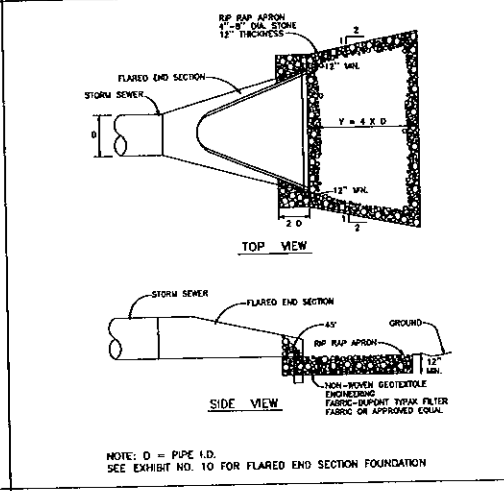 RIP RAP APRON
4"-8" DIA. STONE
12" THICKNESS
2
1
12" MIN.
FLARED END SECTION
STORM SEWER
D
Y = 4 X D
12" MIN.
1
2
2 D
TOP VIEW
STORM SEWER
FLARED END SECTION
45°
GROUND
RIP RAP APRON
12"
MIN.
NON-WOVEN GEOTEXTOLE
ENGINEERING
FABRIC-DUPONT TYPAK FILTER
FABRIC OR APPROVED EQUAL
SIDE VIEW
NOTE: D = PIPE I.D.
SEE EXHIBIT NO. 10 FOR FLARED END SECTION FOUNDATION